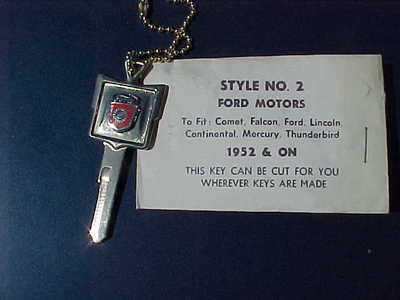 STYLE NO. 2
FORD MOTORS
To Fit: Comet, Falcon, Ford, Lincoln,
Continental, Mercury, Thunderbird
1952 & ON
THIS KEY CAN BE CUT FOR YOU
WHEREVER KEYS ARE MADE